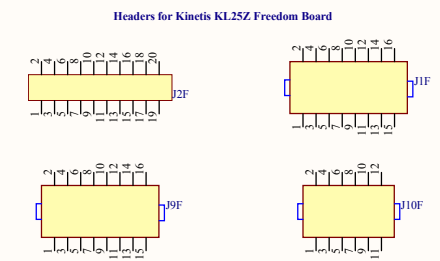 Headers for Kinetis KL25Z Freedom Board
2 4 6 8 10 12 14 16 18 20
J2F
1 3 5 7 9 11 13 15 17 19
2 4 6 8 10 12 14 16
J1F
1 3 5 7 9 11 13 15
2 4 6 8 10 12 14 16
J9F
1 3 5 7 9 11 13 15
2 4 6 8 10 12
J10F
1 3 5 7 9 11